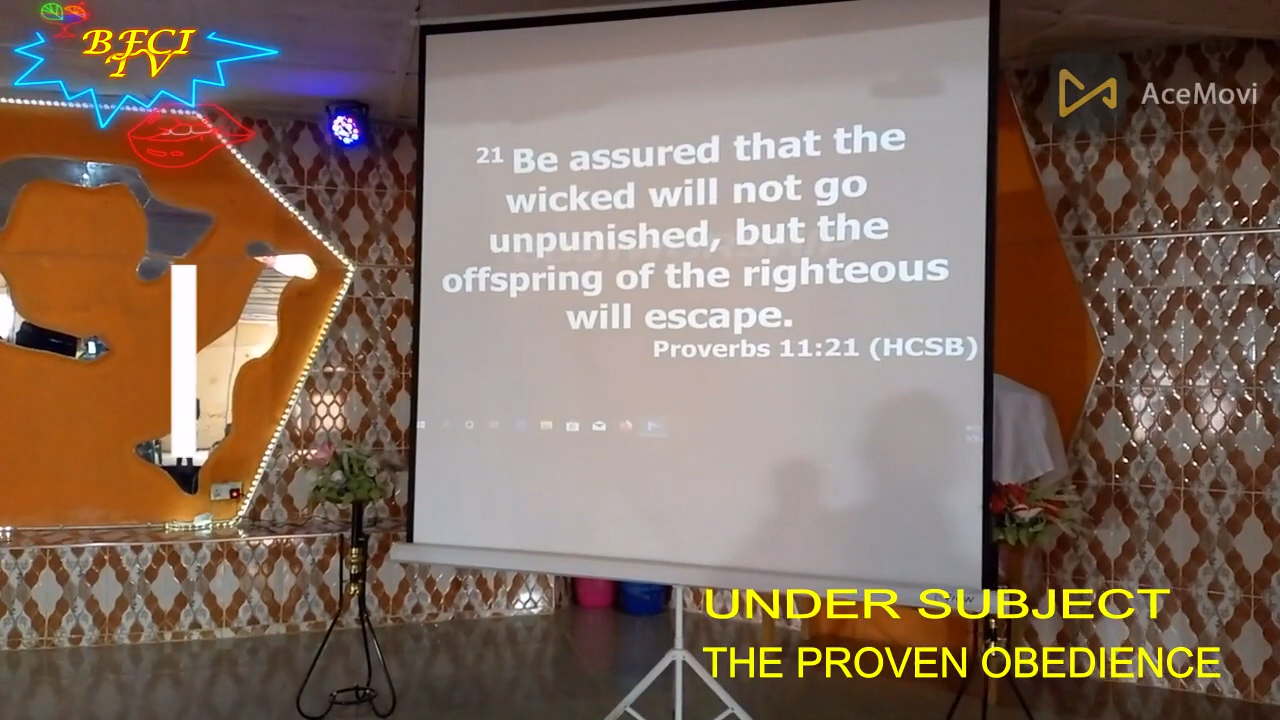 BFCI
TV
AceMovi
21 Be assured that the
wicked will not go
unpunished, but the
offspring of the righteous
will escape.
Proverbs 11:21 (HCSB)
UNDER SUBJECT
THE PROVEN OBEDIENCE